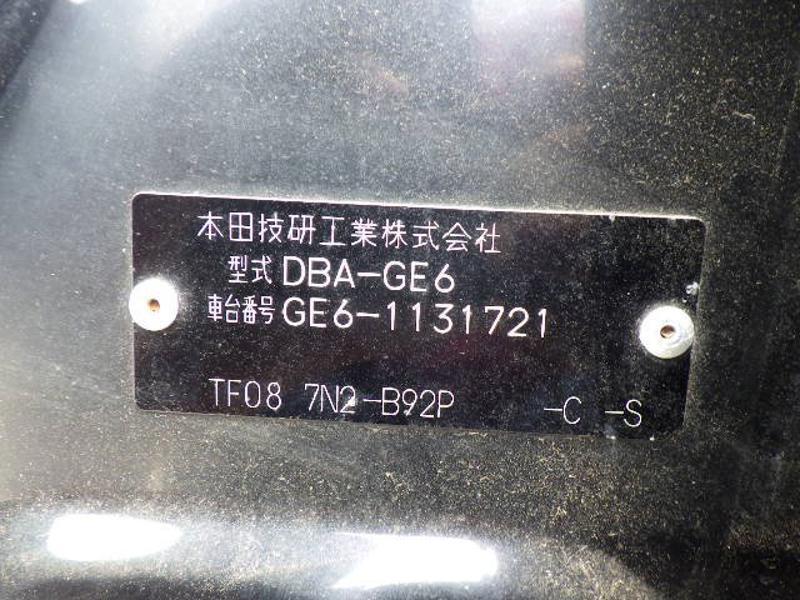 本田技研工業株式会社
型式 DBA-GE6
車台番号 GE6-1131721
TF08 7N2-B92P -C -S